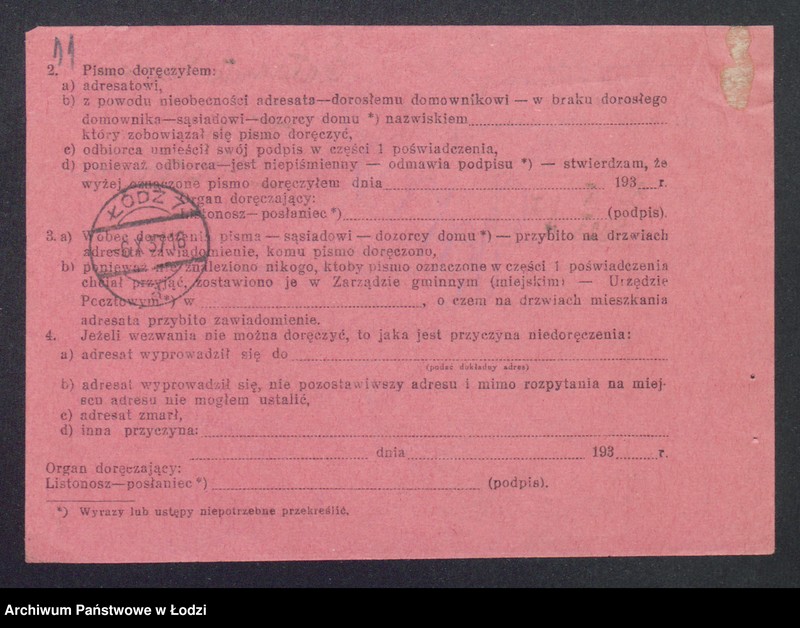 2. Pismo doręczyłem:
a) adresatowi,
b) z powodu nieobecności adresata—dorosłemu domownikowi — w braku dorosłego
domownika—sąsiadowi—dozorcy domu *) nazwiskiem
który zobowiązał się pismo doręczyć,
c) odbiorca umieścił swój podpis w części 1 poświadczenia,
d) ponieważ odbiorca—jest niepiśmienny — odmawia podpisu *) — stwierdzam, że
wyżej oznaczone pismo doręczyłem dnia 193 r.
Organ doręczający:
Listonosz—posłaniec *) (podpis).
ŁÓDŹ
3. a) Wobec doręczenia pisma — sąsiadowi — dozorcy domu *) — przybito na drzwiach
adresata zawiadomienie, komu pismo doręczono,
b) ponieważ nie znaleziono nikogo, ktoby pismo oznaczone w części 1 poświadczenia
chciał przyjąć, zostawiono je w Zarządzie gminnym (miejskim) — Urzędzie
Pocztowym *) w , o czem na drzwiach mieszkania
adresata przybito zawiadomienie.
4. Jeżeli wezwania nie można doręczyć, to jaka jest przyczyna niedoręczenia:
a) adresat wyprowadził się do
(podać dokładny adres)
b) adresat wyprowadził się, nie pozostawiwszy adresu i mimo rozpytania na miej-
scu adresu nie mogłem ustalić,
c) adresat zmarł,
d) inna przyczyna:
dnia 193 r.
Organ doręczający:
Listonosz—posłaniec *) (podpis).
*) Wyrazy lub ustępy niepotrzebne przekreślić.
Archiwum Państwowe w Łodzi